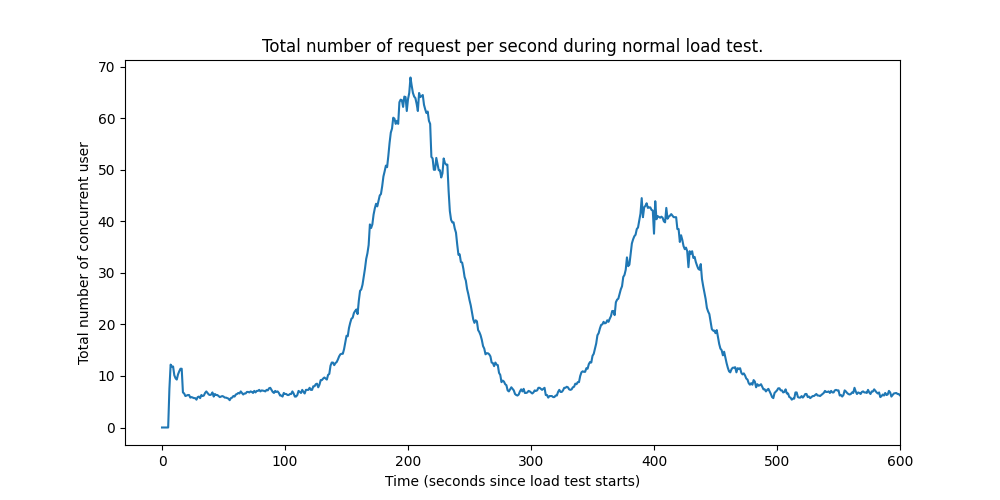 Total number of request per second during normal load test.
70
60
50
40
30
20
10
0
Total number of concurrent user
0 100 200 300 400 500 600
Time (seconds since load test starts)